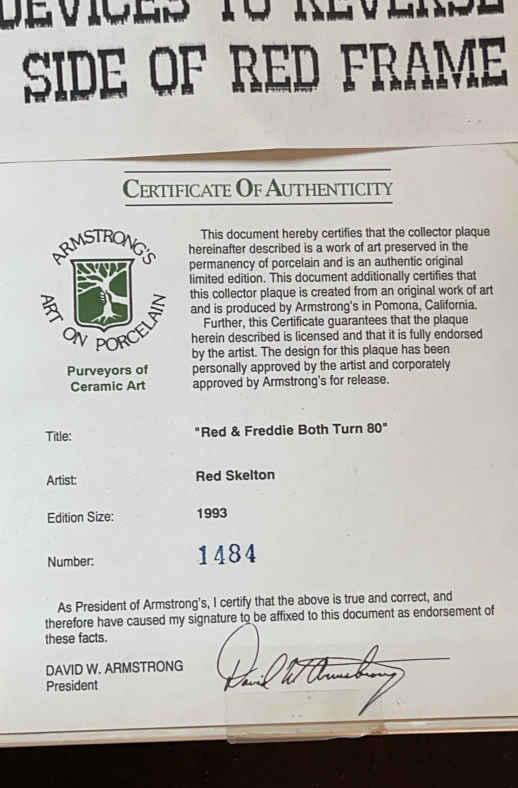 DEVICES TO REVERSE
SIDE OF RED FRAME
CERTIFICATE OF AUTHENTICITY
ARMSTRONG'S
ART ON PORCELAIN
Purveyors of
Ceramic Art
This document hereby certifies that the collector plaque
hereinafter described is a work of art preserved in the
permanency of porcelain and is an authentic original
limited edition. This document additionally certifies that
this collector plaque is created from an original work of art
and is produced by Armstrong's in Pomona, California.
Further, this Certificate guarantees that the plaque
herein described is licensed and that it is fully endorsed
by the artist. The design for this plaque has been
personally approved by the artist and corporately
approved by Armstrong's for release.
Title: "Red & Freddie Both Turn 80"
Artist: Red Skelton
Edition Size: 1993
Number: 1484
As President of Armstrong's, I certify that the above is true and correct, and
therefore have caused my signature to be affixed to this document as endorsement of
these facts.
DAVID W. ARMSTRONG
President
David W Armstrong